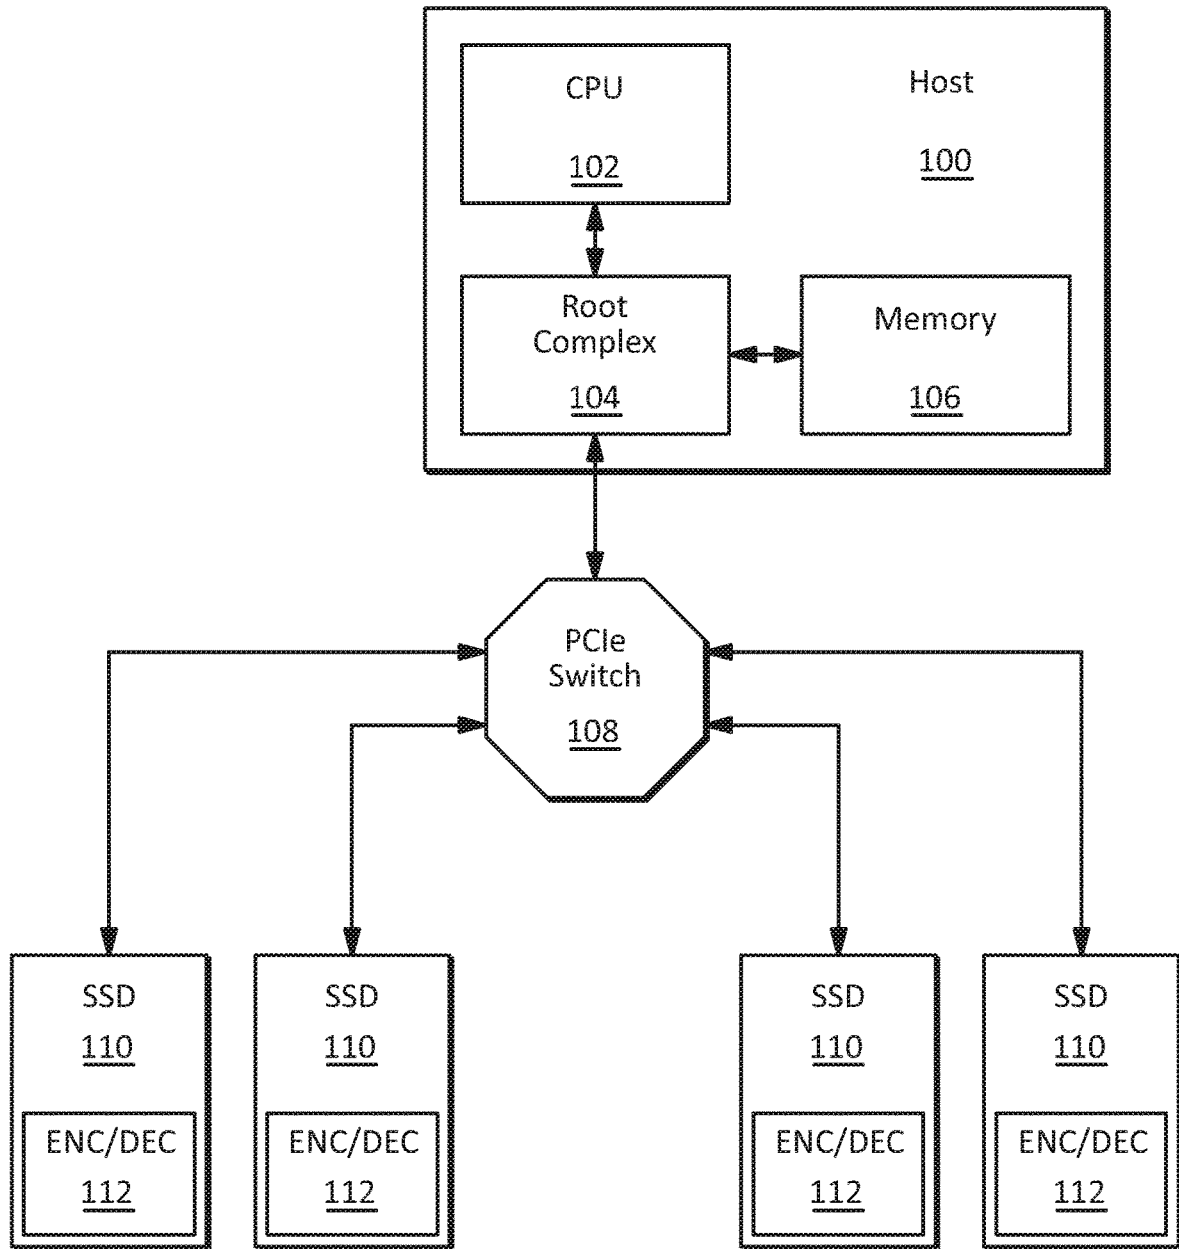 CPU
102
Host
100
Root
Complex
104
Memory
106
PCIe
Switch
108
SSD
110
ENC/DEC
112
SSD
110
ENC/DEC
112
SSD
110
ENC/DEC
112
SSD
110
ENC/DEC
112